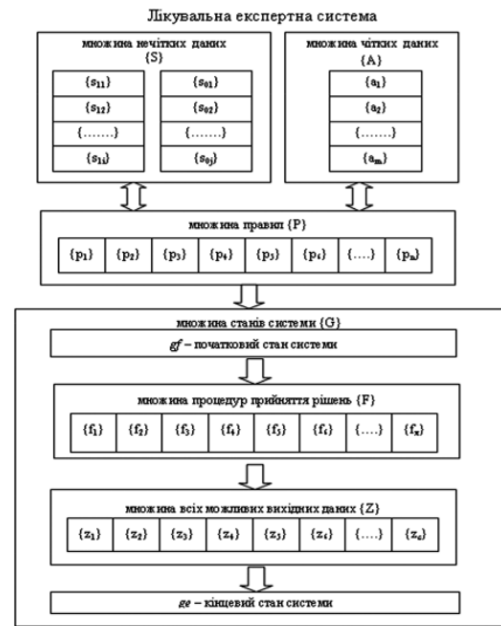 Лікувальна експертна система
множина нечітких даних
{S}
{s11} {s01}
{s12} {s02}
{.......} {.......}
{s1i} {s0j}
множина чітких даних
{A}
{a1}
{a2}
{.......}
{am}
множина правил {P}
{p1} {p2} {p3} {p4} {p5} {p6} {....} {pn}
множина станів системи {G}
gf – початковий стан системи
множина процедур прийняття рішень {F}
{f1} {f2} {f3} {f4} {f5} {f6} {....}
множина всіх можливих вихідних даних {Z}
{z1} {z2} {z3} {z4} {z5} {z6} {....}
ge – кінцевий стан системи